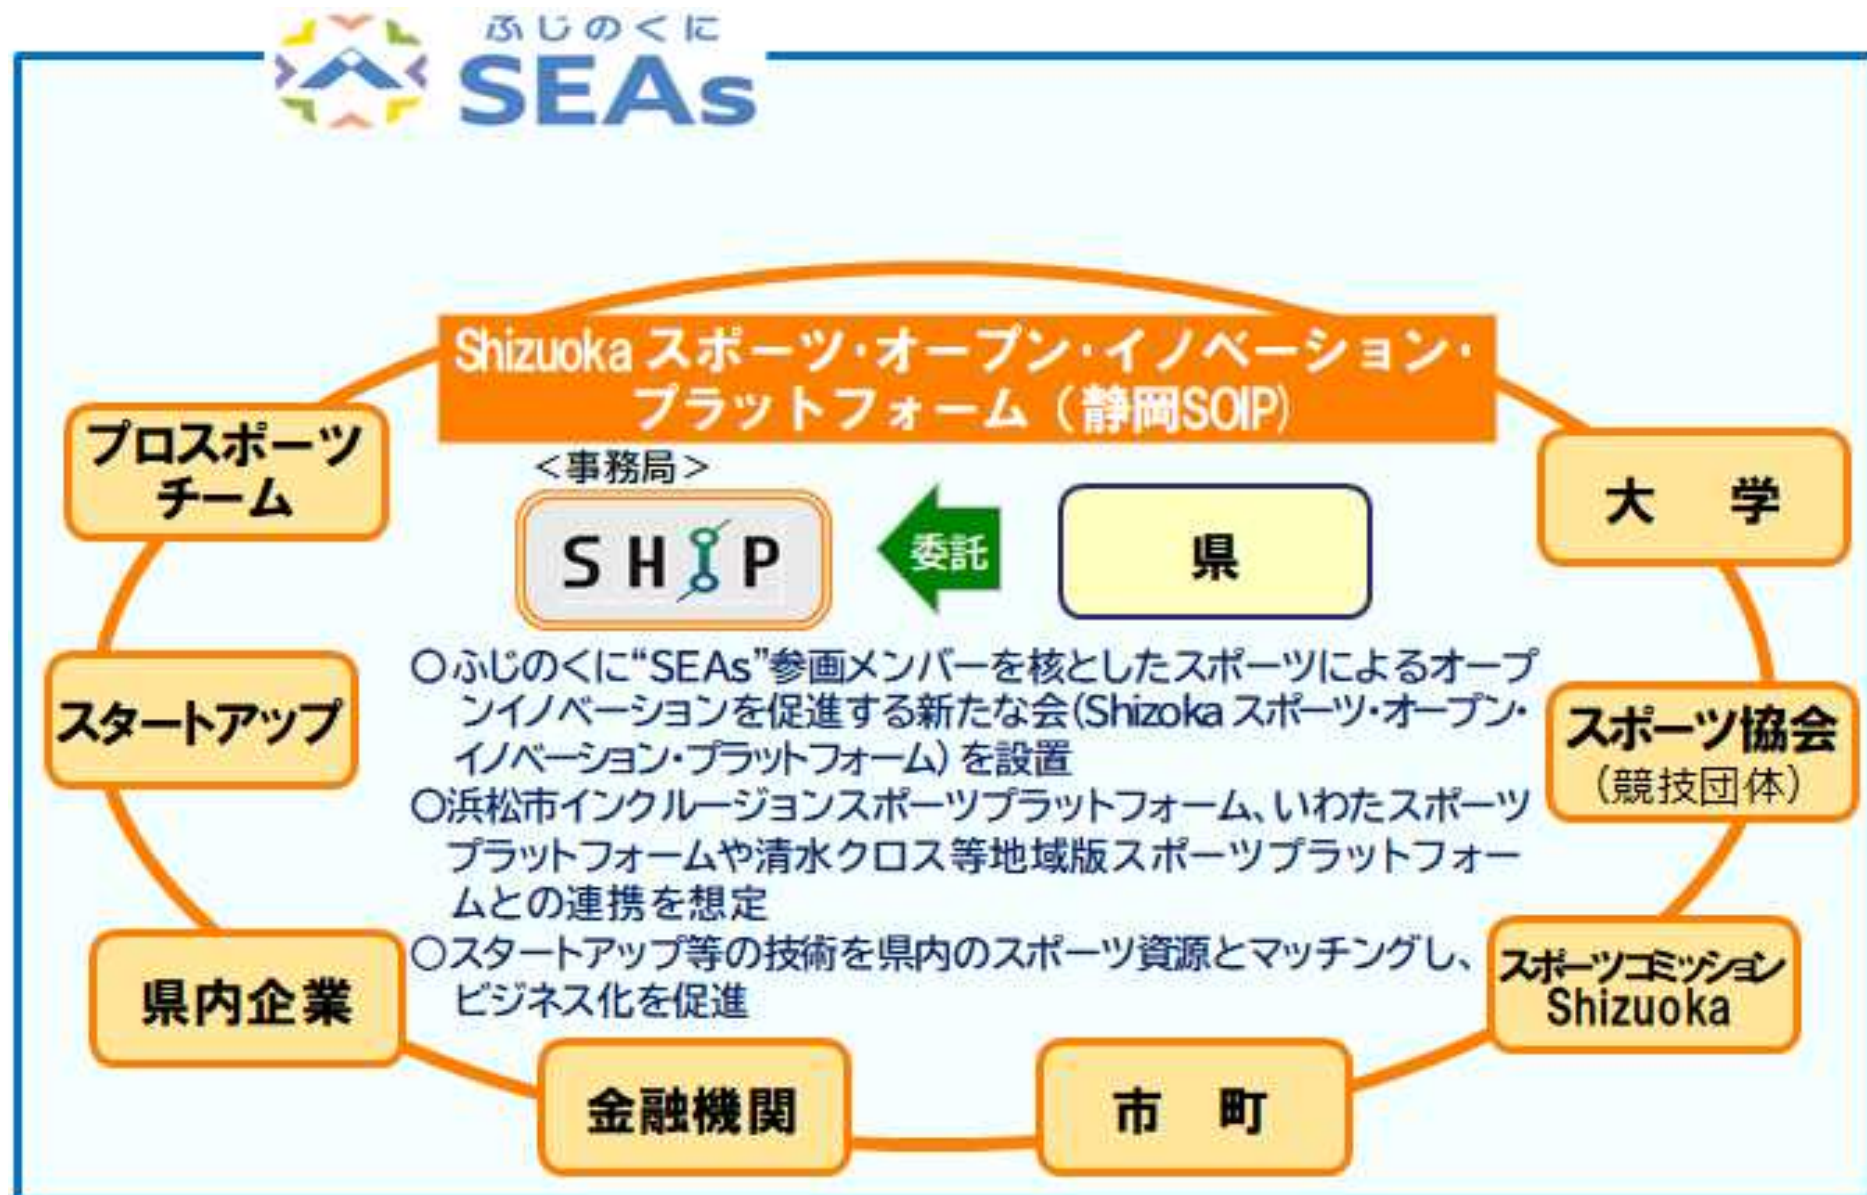 ふじのくに
SEAs
Shizuoka スポーツ・オープン・イノベーション・
プラットフォーム（静岡SOIP）
プロスポーツ
チーム
大　学
＜事務局＞
SHIP
委託
県
スタートアップ
スポーツ協会
（競技団体）
○ふじのくに“SEAs”参画メンバーを核としたスポーツによるオープ
ンイノベーションを促進する新たな会（Shizoka スポーツ・オープン・
イノベーション・プラットフォーム）を設置
○浜松市インクルージョンスポーツプラットフォーム、いわたスポーツ
プラットフォームや清水クロス等地域版スポーツプラットフォー
ムとの連携を想定
○スタートアップ等の技術を県内のスポーツ資源とマッチングし、
ビジネス化を促進
県内企業
スポーツコミッション
Shizuoka
金融機関
市　町